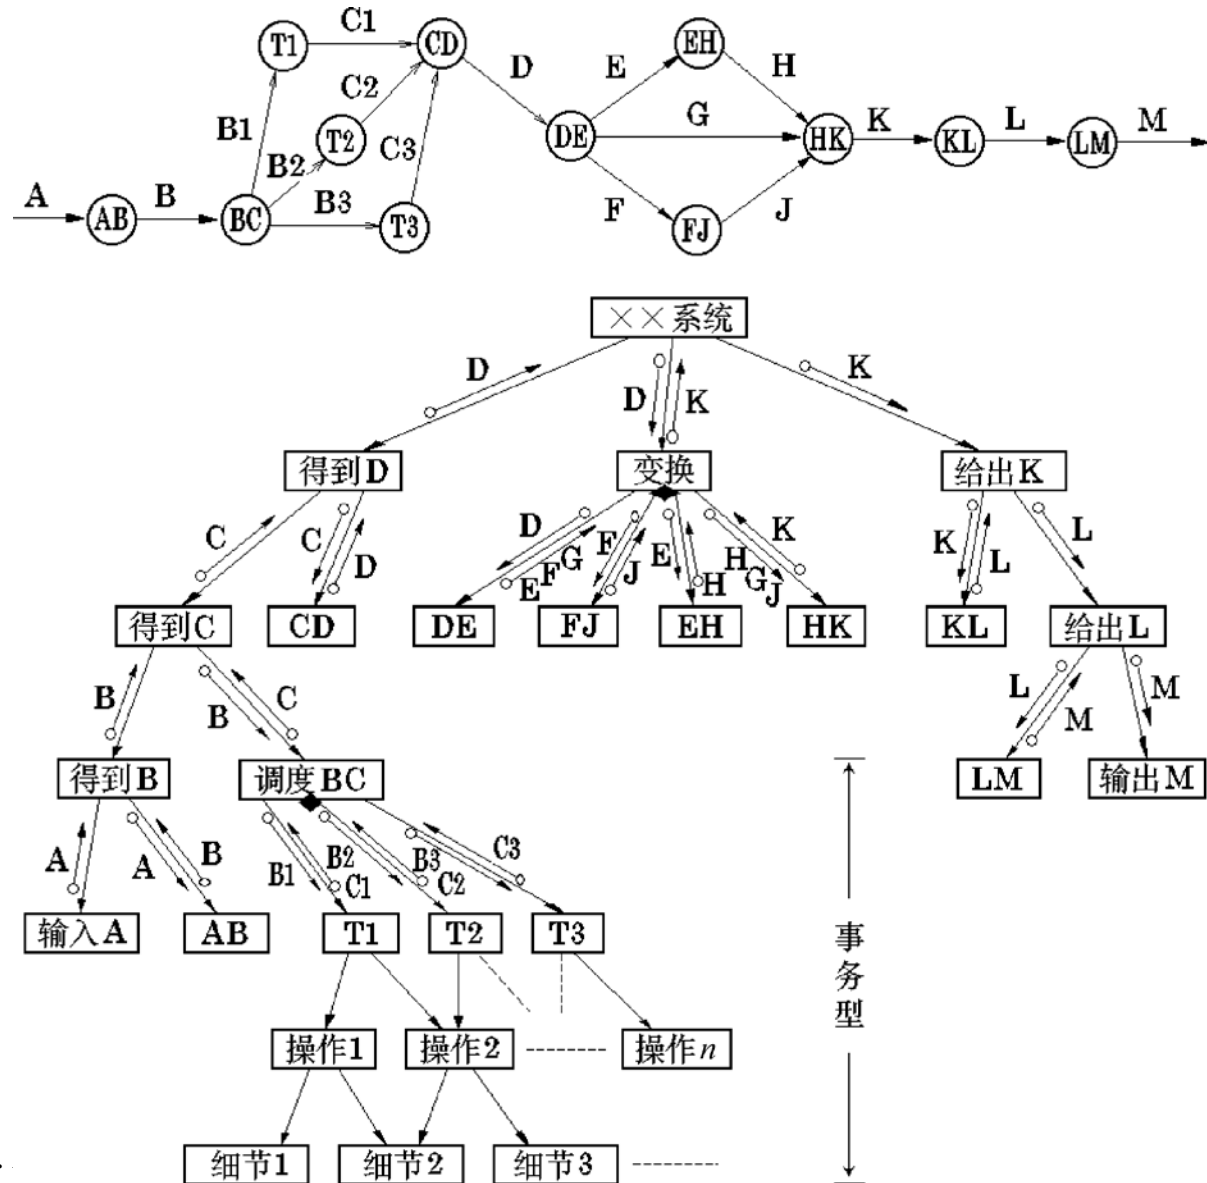 C1
T1
CD
EH
D
E
H
C2
B1
T2
C3
G
K
L
M
DE
HK
KL
LM
B2
A
B
B3
F
J
AB
BC
T3
FJ
××系统
D
D
K
K
得到D
变换
给出K
C
C
D
D
E
F
G
F
J
E
H
K
H
G
J
K
L
L
得到C
CD
DE
FJ
EH
HK
KL
给出L
B
B
C
L
M
M
得到B
调度BC
LM
输出M
A
A
B
B1
B2
C1
B3
C2
C3
输入A
AB
T1
T2
T3
事务型
操作1
操作2
操作n
细节1
细节2
细节3